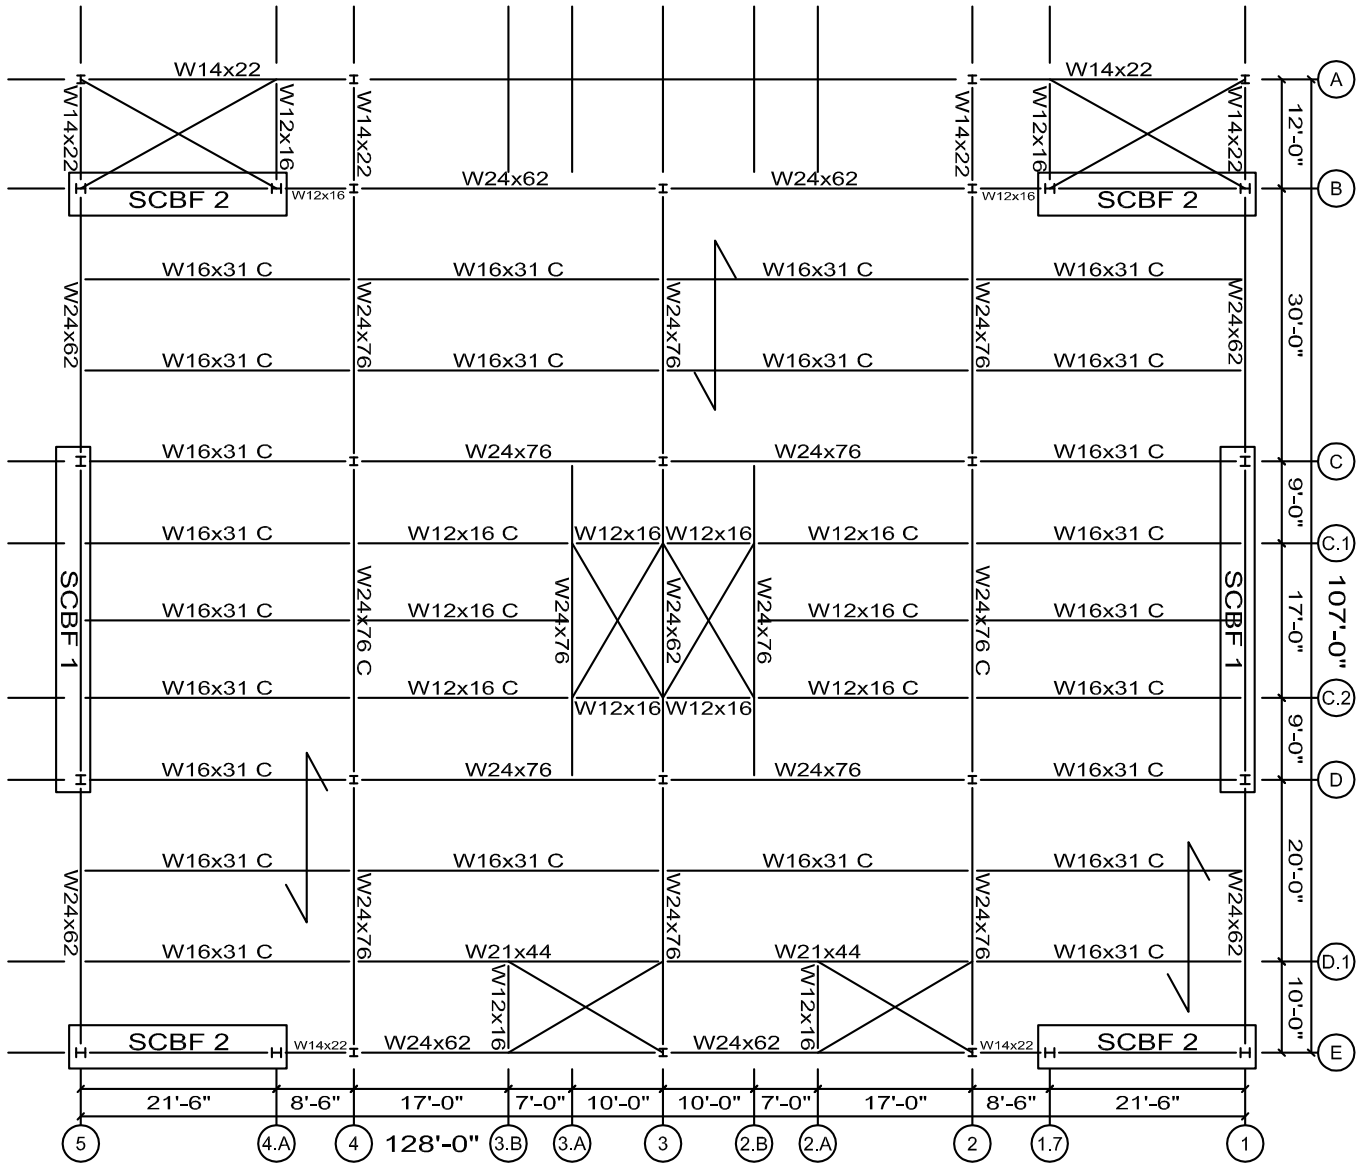 W14x22
W14x22
A
W14x22
W12x16
W14x22
W14x22
W12x16
W14x22
12'-0"
SCBF 2
W12x16
W24x62
W24x62
W12x16
SCBF 2
B
W16x31 C
W16x31 C
W16x31 C
W16x31 C
W24x62
W24x76
W24x76
W24x76
W24x62
30'-0"
W16x31 C
W16x31 C
W16x31 C
W16x31 C
W16x31 C
W24x76
W24x76
W16x31 C
C
9'-0"
W16x31 C
W12x16 C
W12x16
W12x16
W12x16 C
W16x31 C
C.1
SCBF 1
W24x76 C
W24x76
W24x62
W24x76
W24x76 C
SCBF 1
17'-0"
107'-0"
W16x31 C
W12x16 C
W12x16 C
W16x31 C
W16x31 C
W12x16 C
W12x16
W12x16
W12x16 C
W16x31 C
C.2
9'-0"
W16x31 C
W24x76
W24x76
W16x31 C
D
W16x31 C
W16x31 C
W16x31 C
W16x31 C
W24x62
W24x76
W24x76
W24x76
W24x62
20'-0"
W16x31 C
W21x44
W21x44
W16x31 C
D.1
W12x16
W12x16
10'-0"
SCBF 2
W14x22
W24x62
W24x62
W14x22
SCBF 2
E
21'-6"
8'-6"
17'-0"
7'-0"
10'-0"
10'-0"
7'-0"
17'-0"
8'-6"
21'-6"
128'-0"
5
4.A
4
3.B
3.A
3
2.B
2.A
2
1.7
1